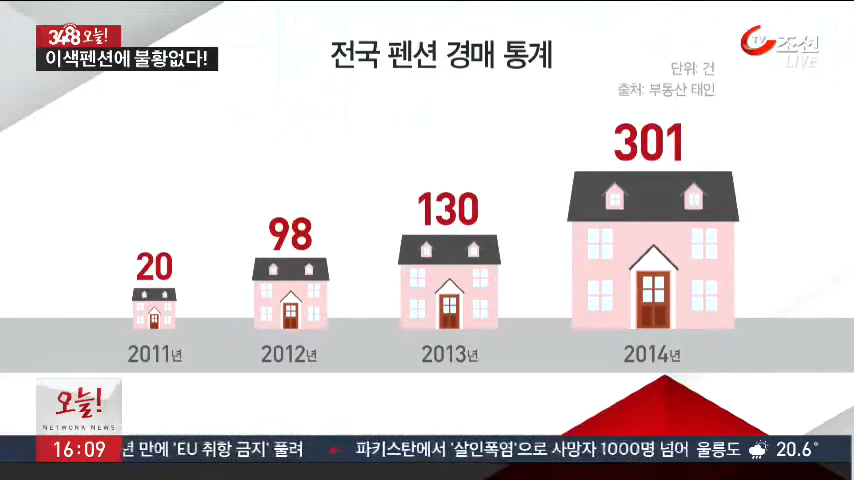 348 오늘!
이색펜션에 불황없다!
전국 펜션 경매 통계
TV조선
LIVE
단위: 건
출처: 부동산 태인
20
98
130
301
2011년
2012년
2013년
2014년
오늘!
NETWORK NEWS
16:09 년 만에 'EU 취항 금지' 풀려 파키스탄에서 '살인폭염'으로 사망자 1000명 넘어 울릉도 20.6°